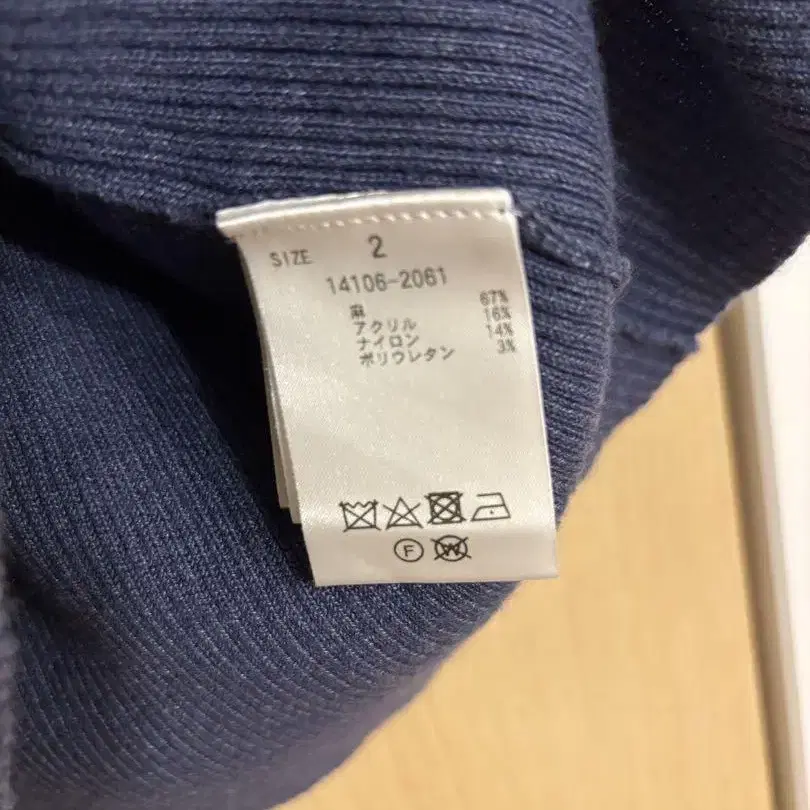 SIZE 2
14106-2061
麻 67%
アクリル 16%
ナイロン 14%
ポリウレタン 3%
F W